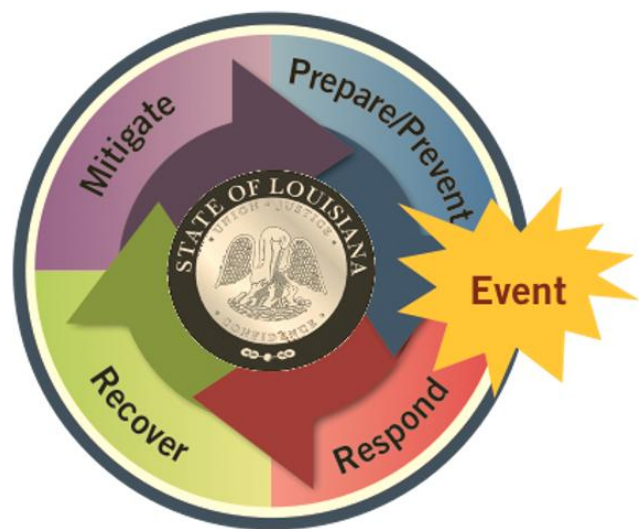 Mitigate
Prepare/Prevent
Event
Respond
Recover
STATE OF LOUISIANA
UNION · JUSTICE
CONFIDENCE